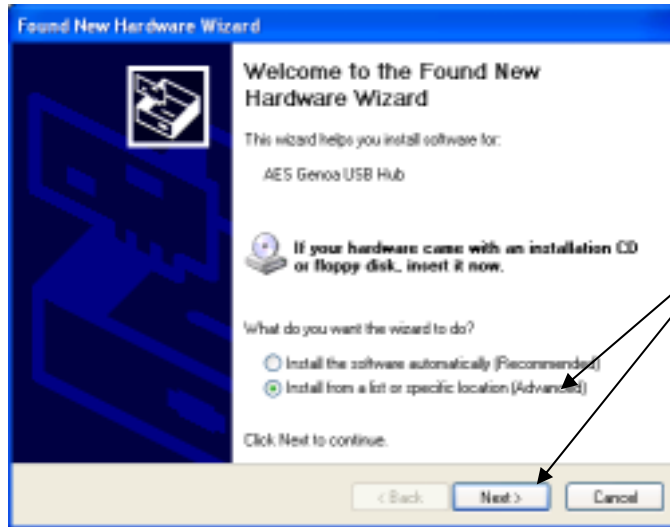 Found New Hardware Wizard
Welcome to the Found New
Hardware Wizard
This wizard helps you install software for:
AES Genoa USB Hub
If your hardware came with an installation CD
or floppy disk, insert it now.
What do you want the wizard to do?
Install the software automatically (Recommended)
Install from a list or specific location (Advanced)
Click Next to continue.
< Back
Next >
Cancel